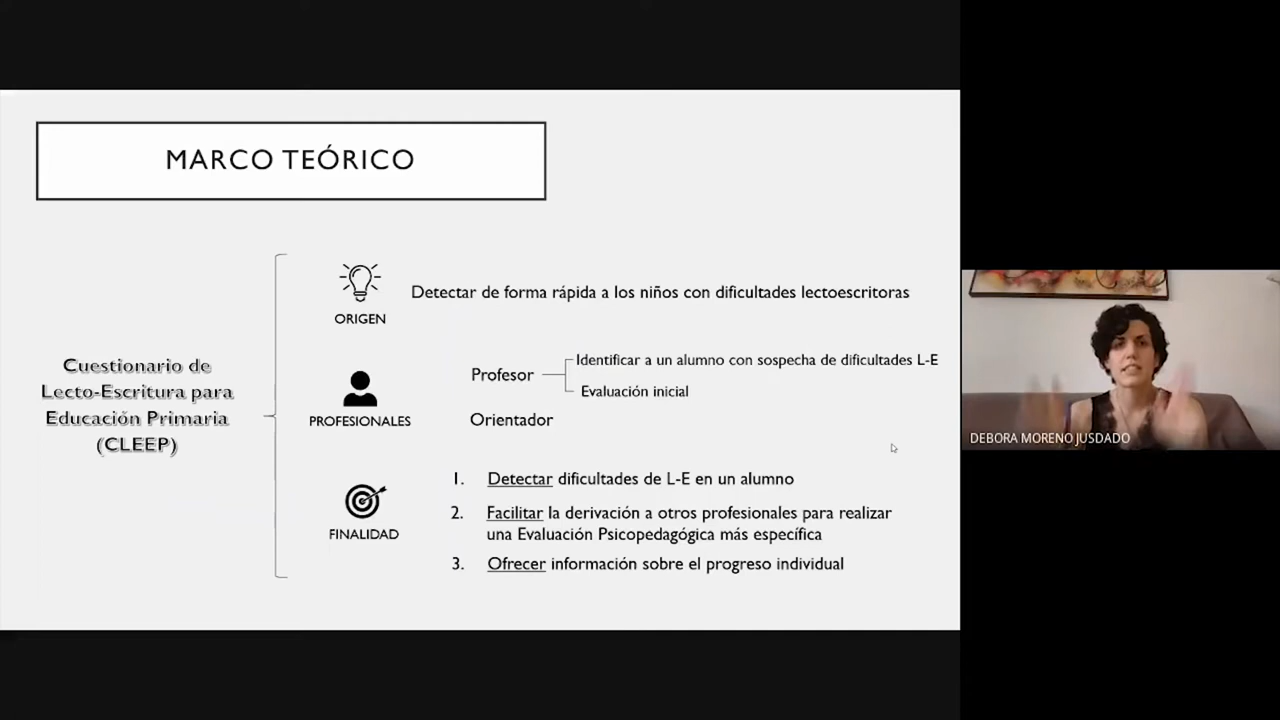 MARCO TEÓRICO
Cuestionario de
Lecto-Escritura para
Educación Primaria
(CLEEP)
ORIGEN
Detectar de forma rápida a los niños con dificultades lectoescritoras
PROFESIONALES
Profesor
Identificar a un alumno con sospecha de dificultades L-E
Evaluación inicial
Orientador
FINALIDAD
1. Detectar dificultades de L-E en un alumno
2. Facilitar la derivación a otros profesionales para realizar
una Evaluación Psicopedagógica más específica
3. Ofrecer información sobre el progreso individual
DEBORA MORENO JUSDADO